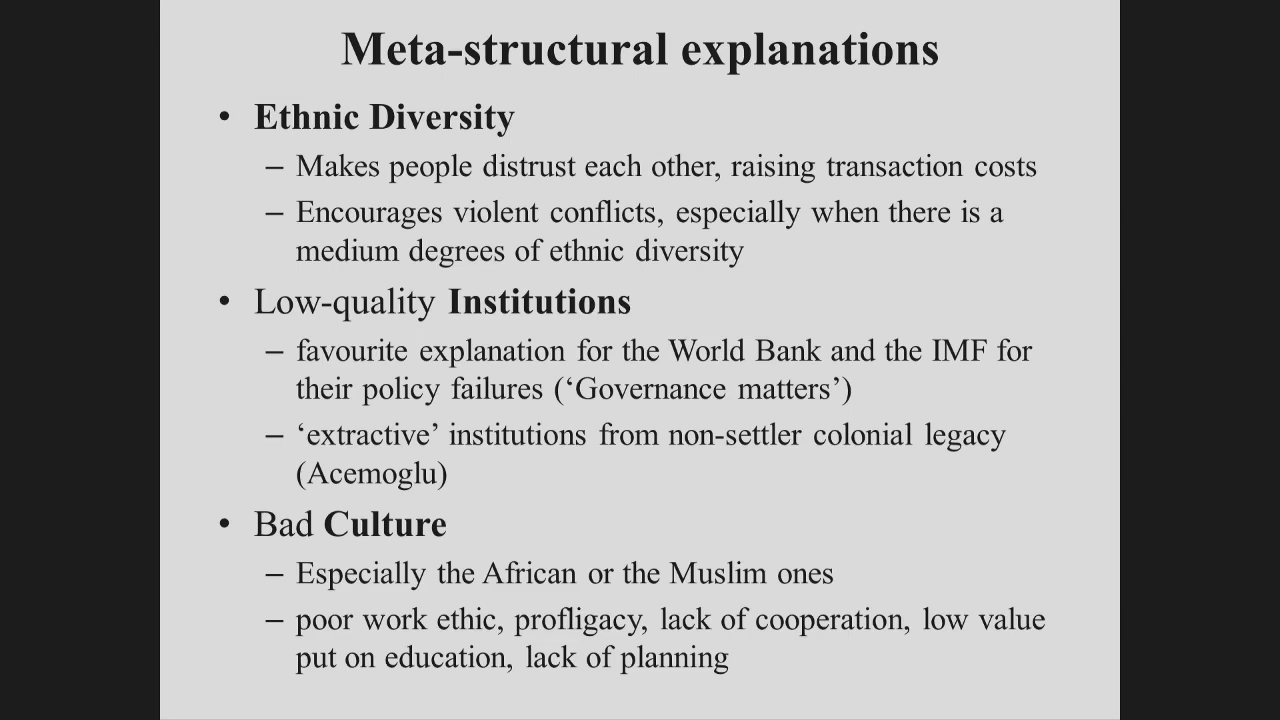 Meta-structural explanations
• Ethnic Diversity
– Makes people distrust each other, raising transaction costs
– Encourages violent conflicts, especially when there is a
medium degrees of ethnic diversity
• Low-quality Institutions
– favourite explanation for the World Bank and the IMF for
their policy failures (‘Governance matters’)
– ‘extractive’ institutions from non-settler colonial legacy
(Acemoglu)
• Bad Culture
– Especially the African or the Muslim ones
– poor work ethic, profligacy, lack of cooperation, low value
put on education, lack of planning